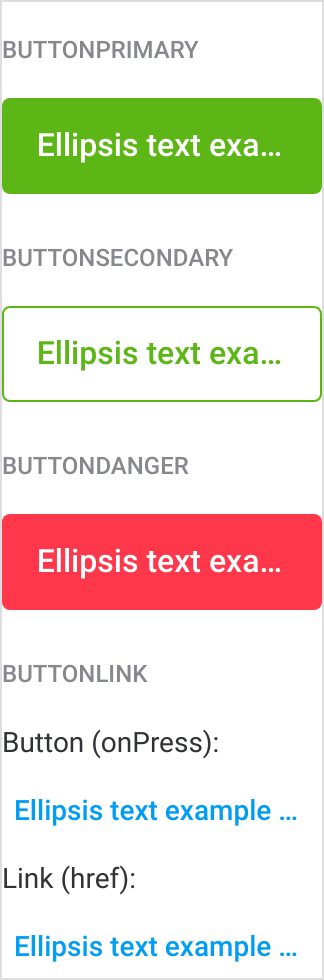 BUTTONPRIMARY
Ellipsis text exa...
BUTTONSECONDARY
Ellipsis text exa...
BUTTONDANGER
Ellipsis text exa...
BUTTONLINK
Button (onPress):
Ellipsis text example ...
Link (href):
Ellipsis text example ...